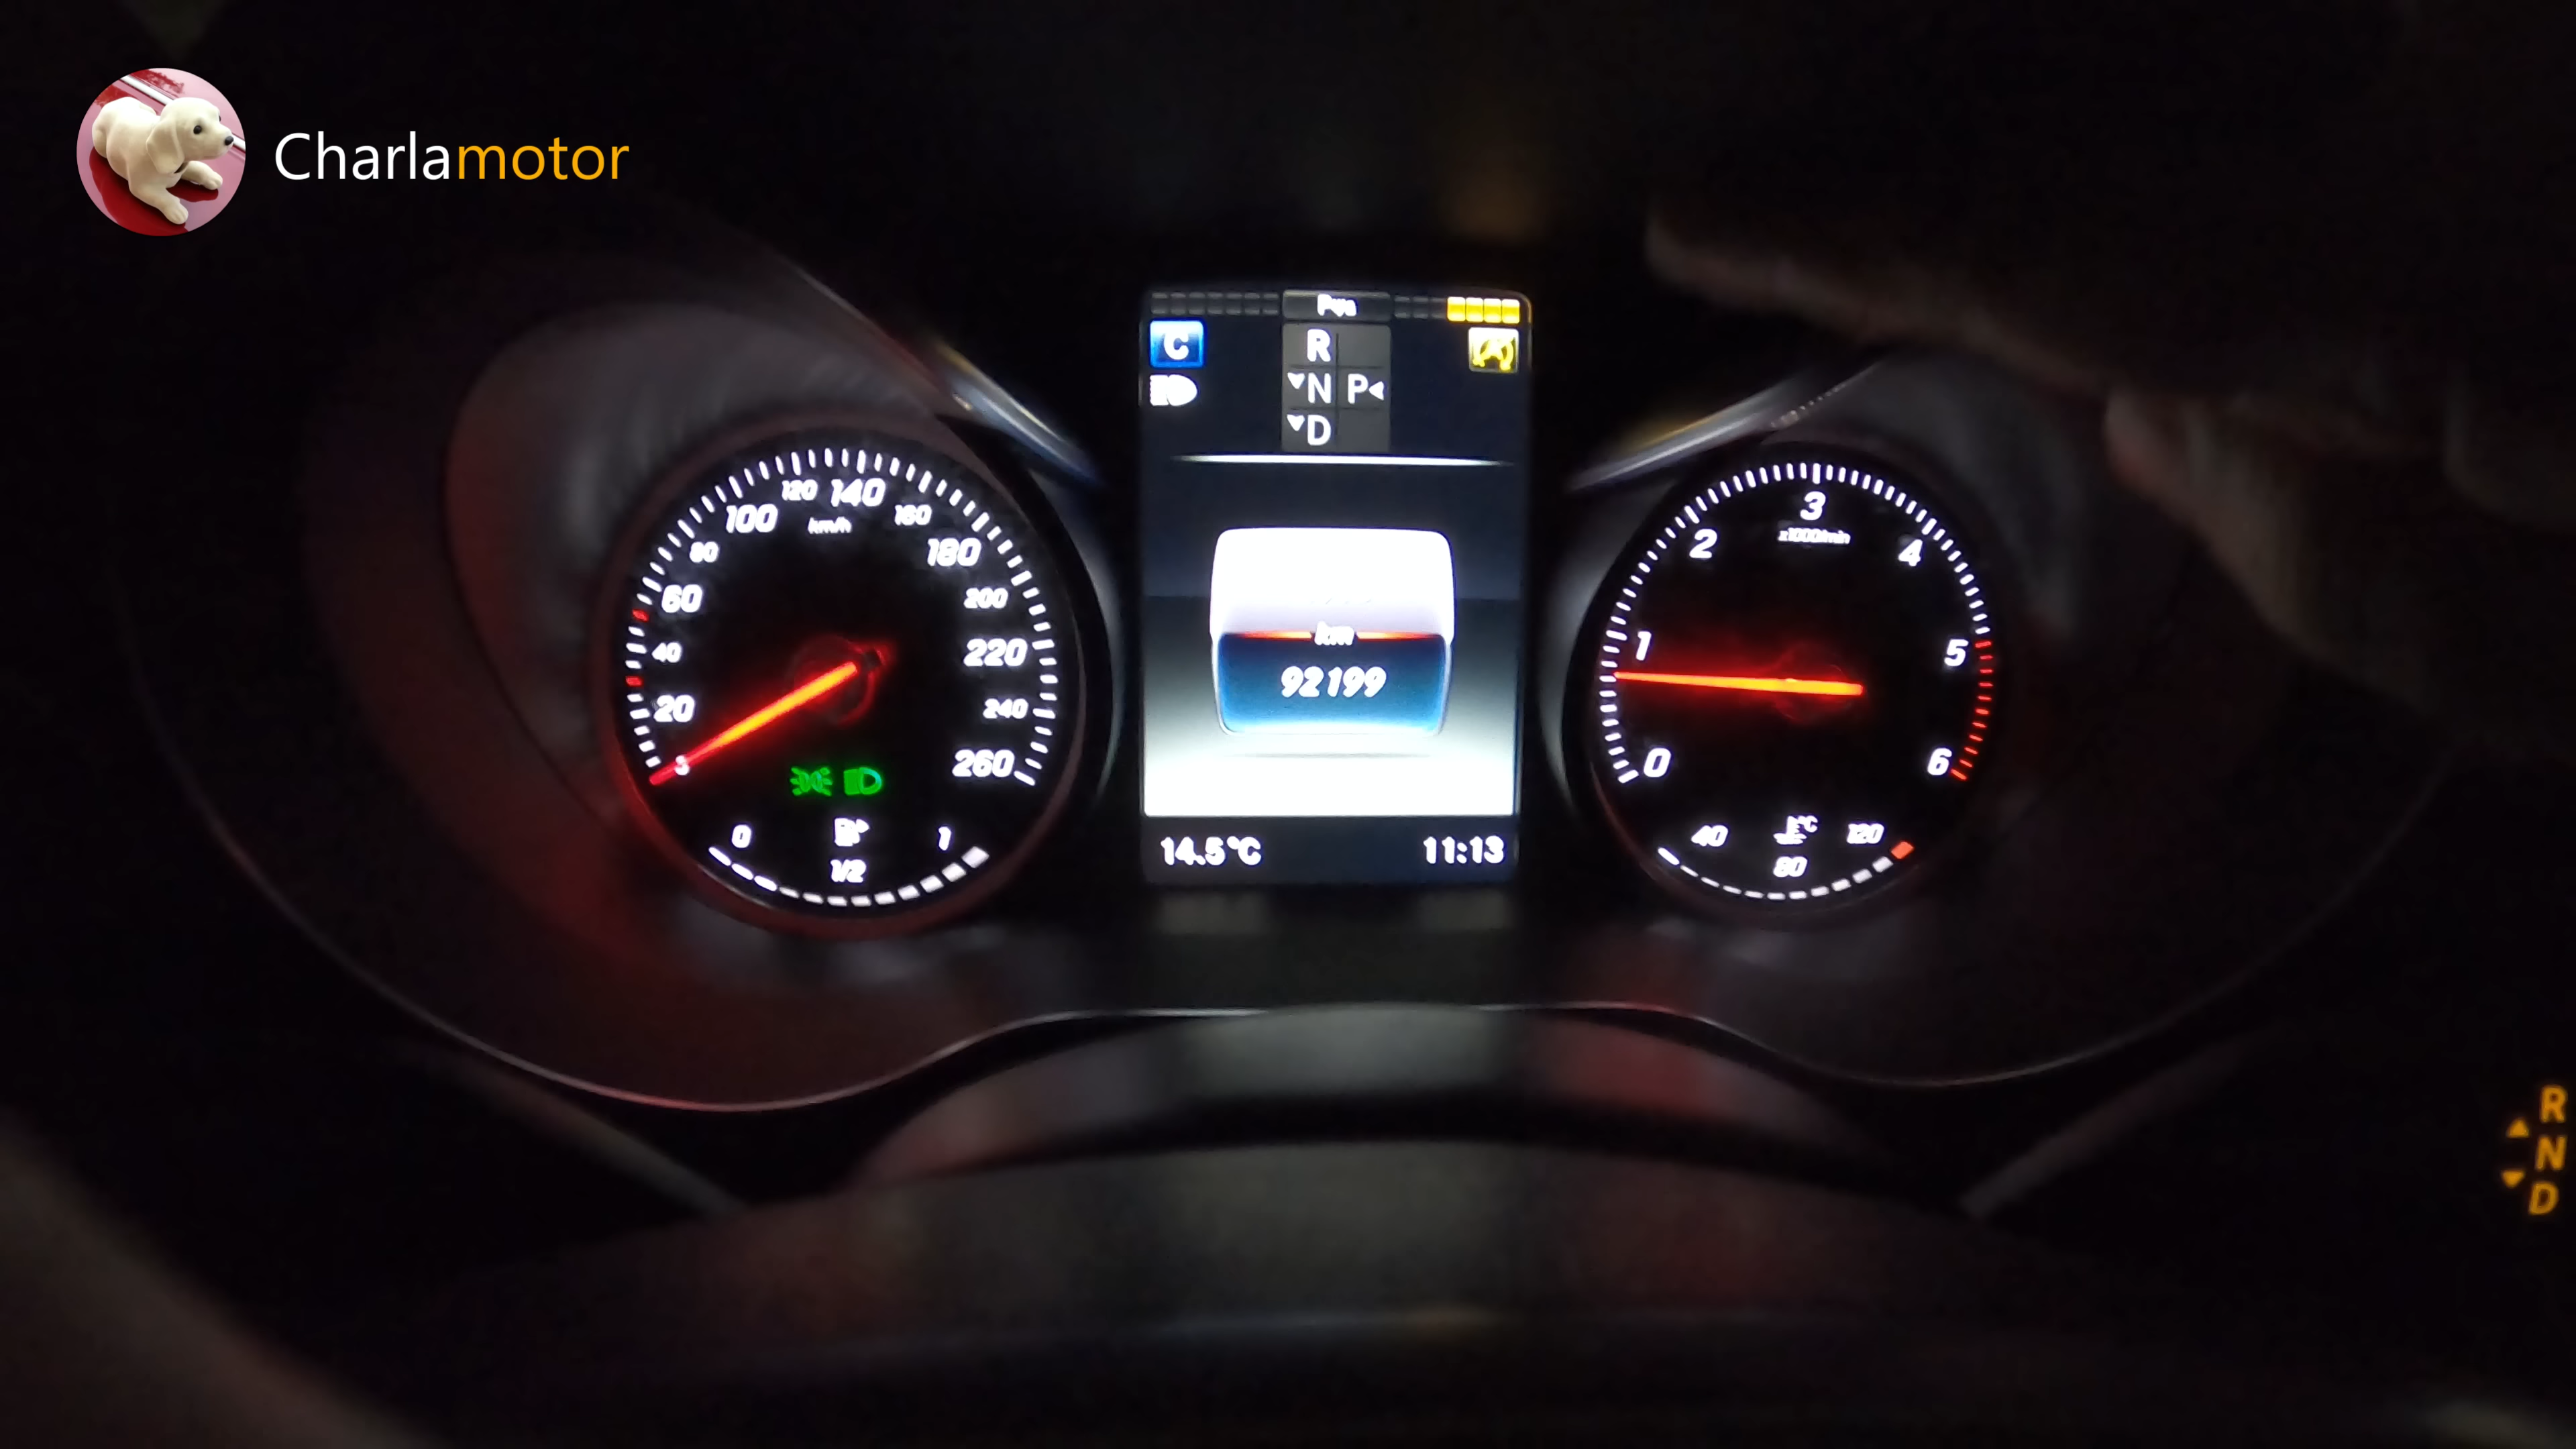 Charlamotor
C
R
N P
D
km
92199
14.5°C 11:13
0 20 40 60 80 100 120 140 160 180 200 220 240 260
km/h
0 1/2 1
0 1 2 3 4 5 6
x1000/min
40 80 120
°C
R
N
D